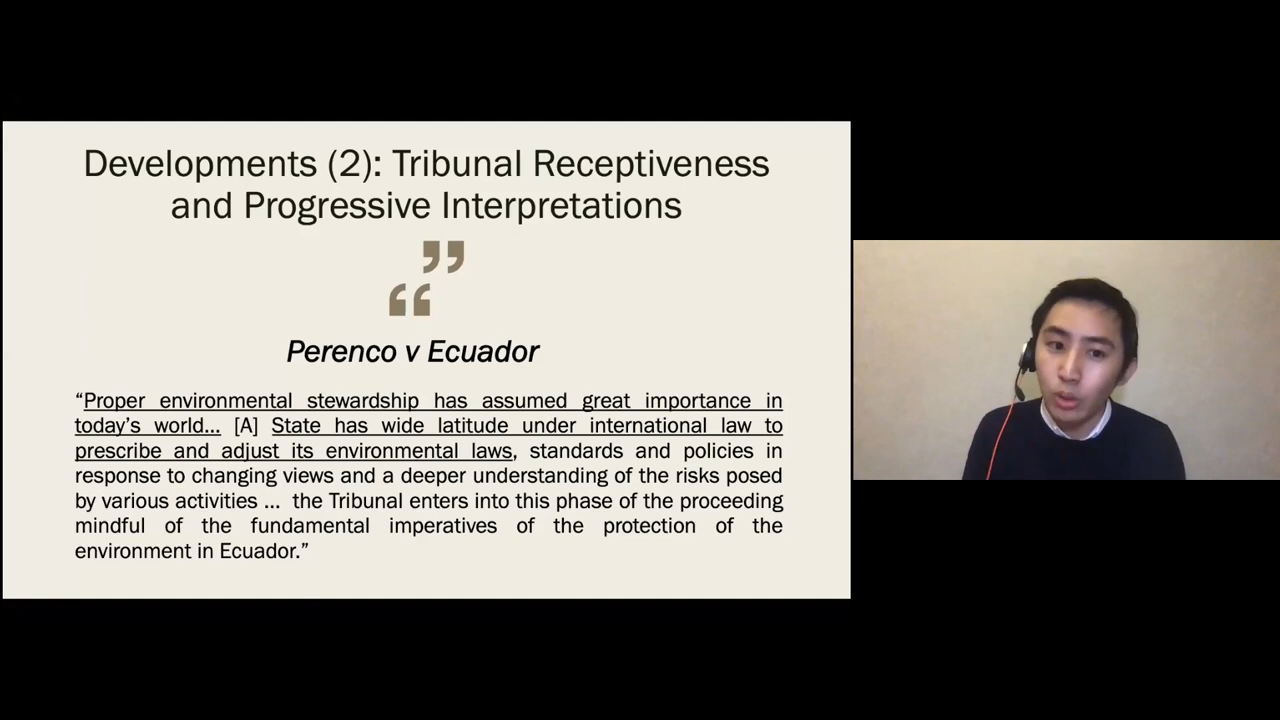 Developments (2): Tribunal Receptiveness
and Progressive Interpretations
”
“
Perenco v Ecuador
“Proper environmental stewardship has assumed great importance in
today’s world... [A] State has wide latitude under international law to
prescribe and adjust its environmental laws, standards and policies in
response to changing views and a deeper understanding of the risks posed
by various activities ... the Tribunal enters into this phase of the proceeding
mindful of the fundamental imperatives of the protection of the
environment in Ecuador.”